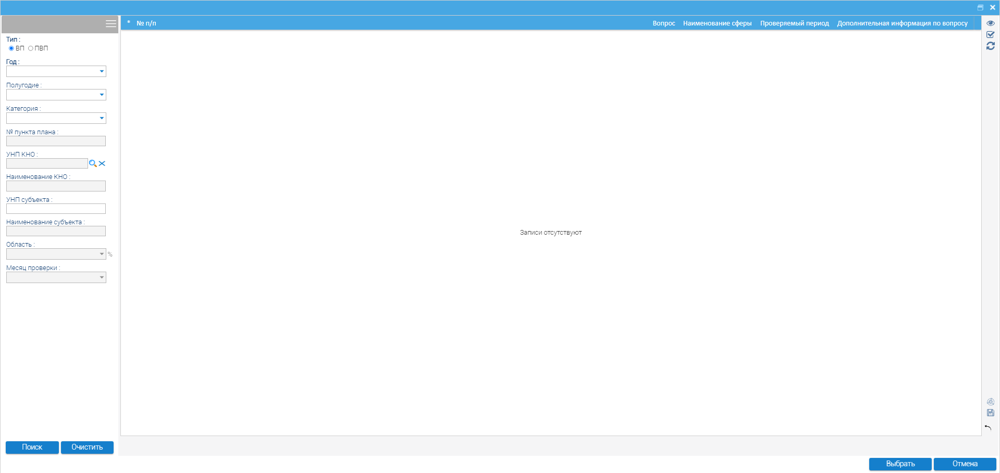 * № п/п Вопрос Наименование сферы Проверяемый период Дополнительная информация по вопросу
Тип :
ВП ПВП
Год :
Полугодие :
Категория :
№ пункта плана :
УНП КНО :
Наименование КНО :
УНП субъекта :
Наименование субъекта :
Область :
%
Месяц проверки :
Записи отсутствуют
Поиск Очистить
Выбрать Отмена